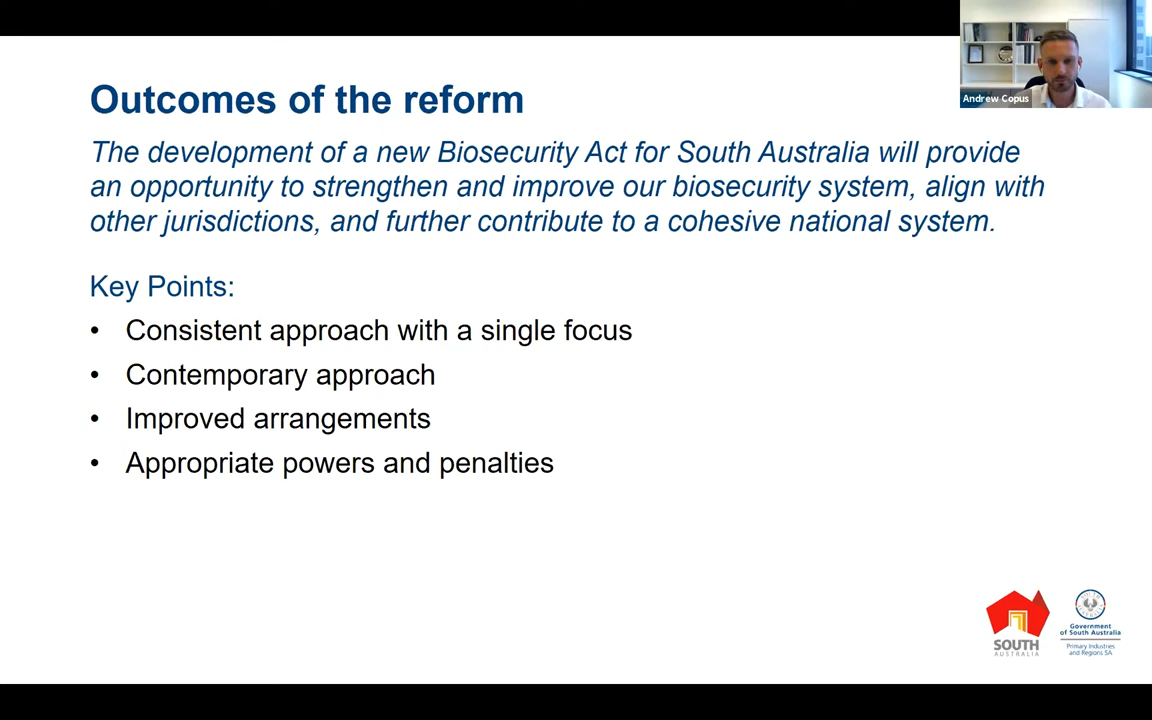 Outcomes of the reform
Andrew Copus
The development of a new Biosecurity Act for South Australia will provide
an opportunity to strengthen and improve our biosecurity system, align with
other jurisdictions, and further contribute to a cohesive national system.
Key Points:
• Consistent approach with a single focus
• Contemporary approach
• Improved arrangements
• Appropriate powers and penalties
SOUTH
AUSTRALIA
Government
of South Australia
Primary Industries
and Regions SA